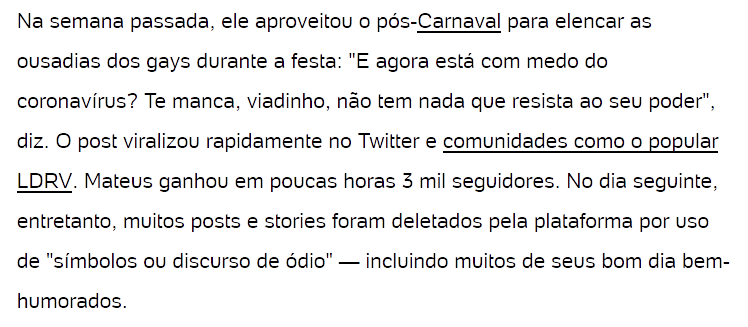 Na semana passada, ele aproveitou o pós-Carnaval para elencar as
ousadias dos gays durante a festa: "E agora está com medo do
coronavírus? Te manca, viadinho, não tem nada que resista ao seu poder",
diz. O post viralizou rapidamente no Twitter e comunidades como o popular
LDRV. Mateus ganhou em poucas horas 3 mil seguidores. No dia seguinte,
entretanto, muitos posts e stories foram deletados pela plataforma por uso
de "símbolos ou discurso de ódio" — incluindo muitos de seus bom dia bem-
humorados.